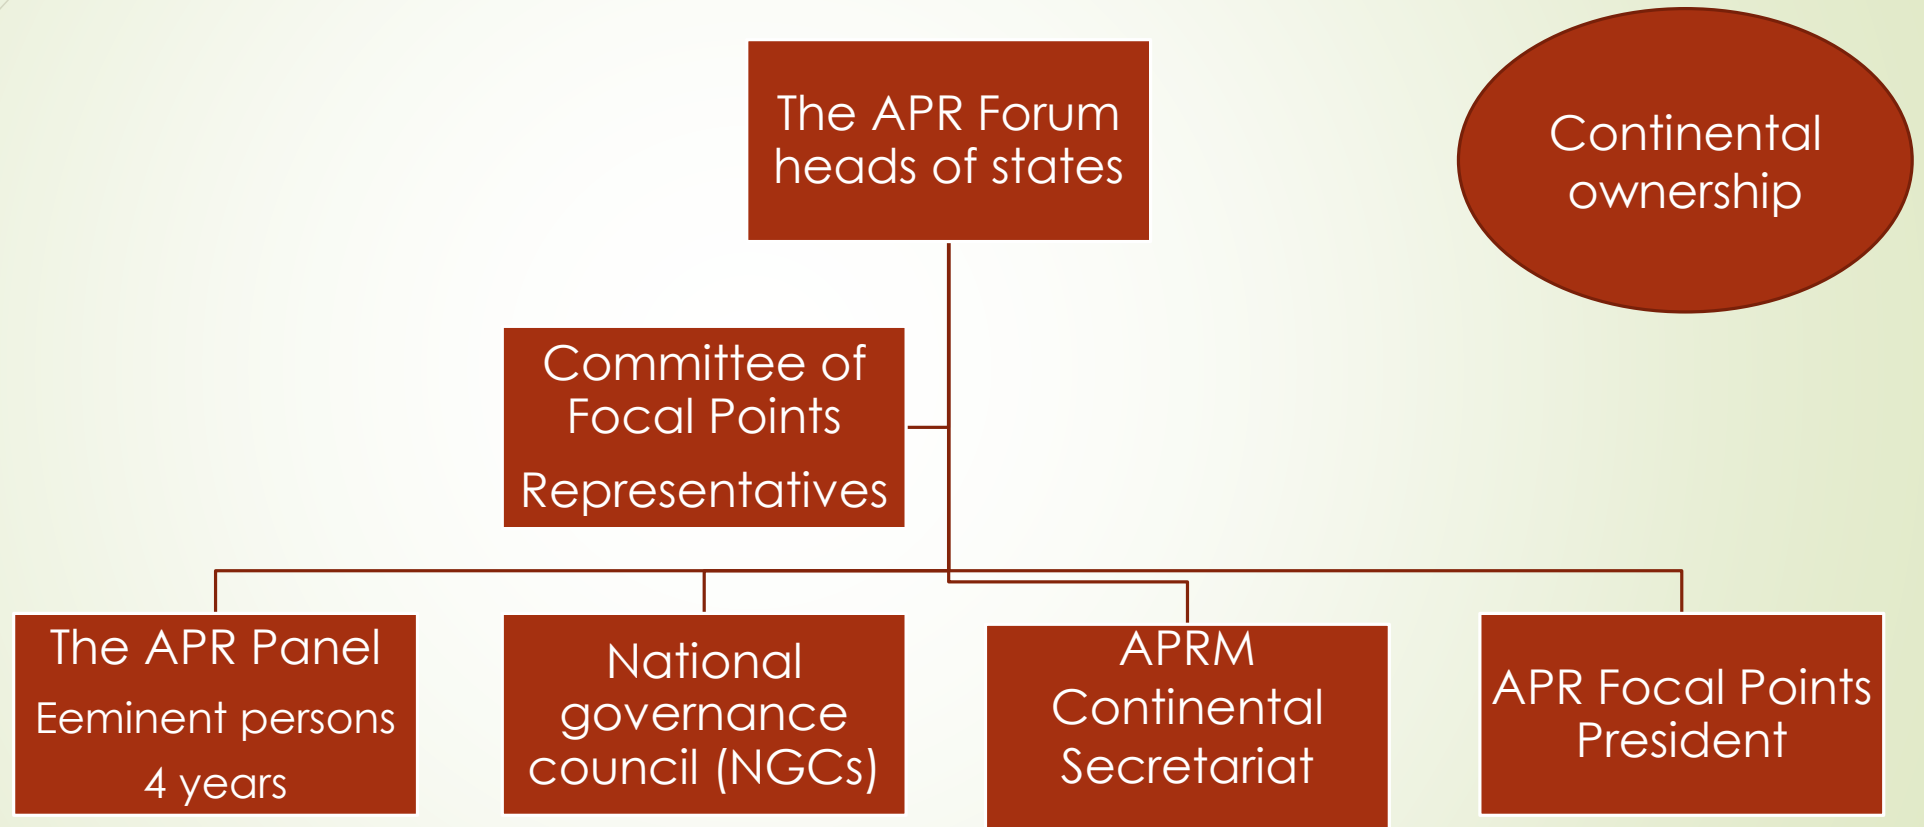 The APR Forum
heads of states
Continental
ownership
Committee of
Focal Points
Representatives
The APR Panel
Eeminent persons
4 years
National
governance
council (NGCs)
APRM
Continental
Secretariat
APR Focal Points
President